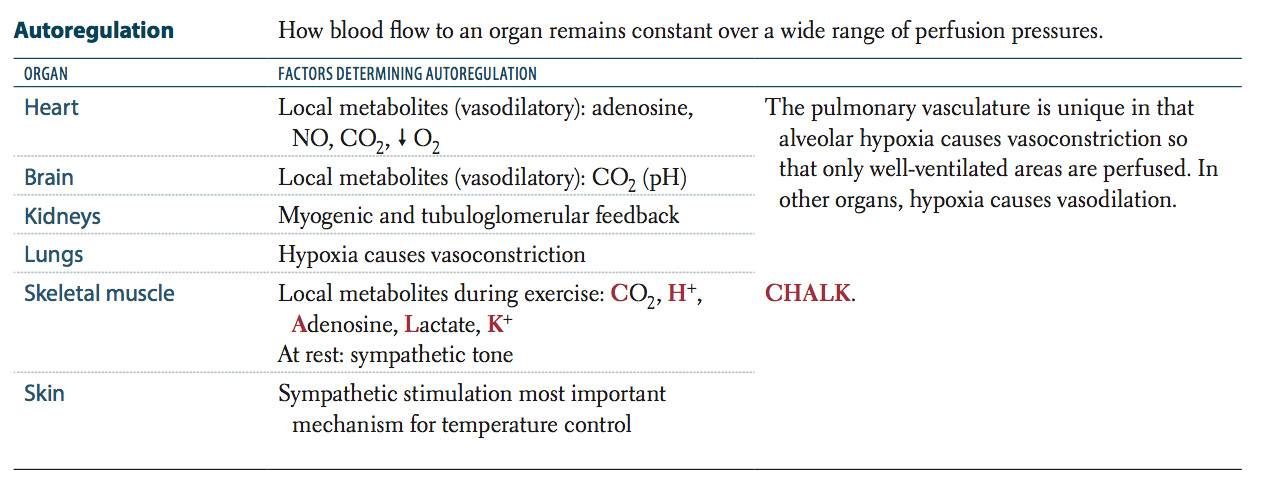 Autoregulation How blood flow to an organ remains constant over a wide range of perfusion pressures.
ORGAN FACTORS DETERMINING AUTOREGULATION
Heart Local metabolites (vasodilatory): adenosine,
NO, CO₂, ↓ O₂
The pulmonary vasculature is unique in that
alveolar hypoxia causes vasoconstriction so
that only well-ventilated areas are perfused. In
other organs, hypoxia causes vasodilation.
Brain Local metabolites (vasodilatory): CO₂ (pH)
Kidneys Myogenic and tubuloglomerular feedback
Lungs Hypoxia causes vasoconstriction
Skeletal muscle Local metabolites during exercise: CO₂, H⁺,
Adenosine, Lactate, K⁺
At rest: sympathetic tone
CHALK.
Skin Sympathetic stimulation most important
mechanism for temperature control